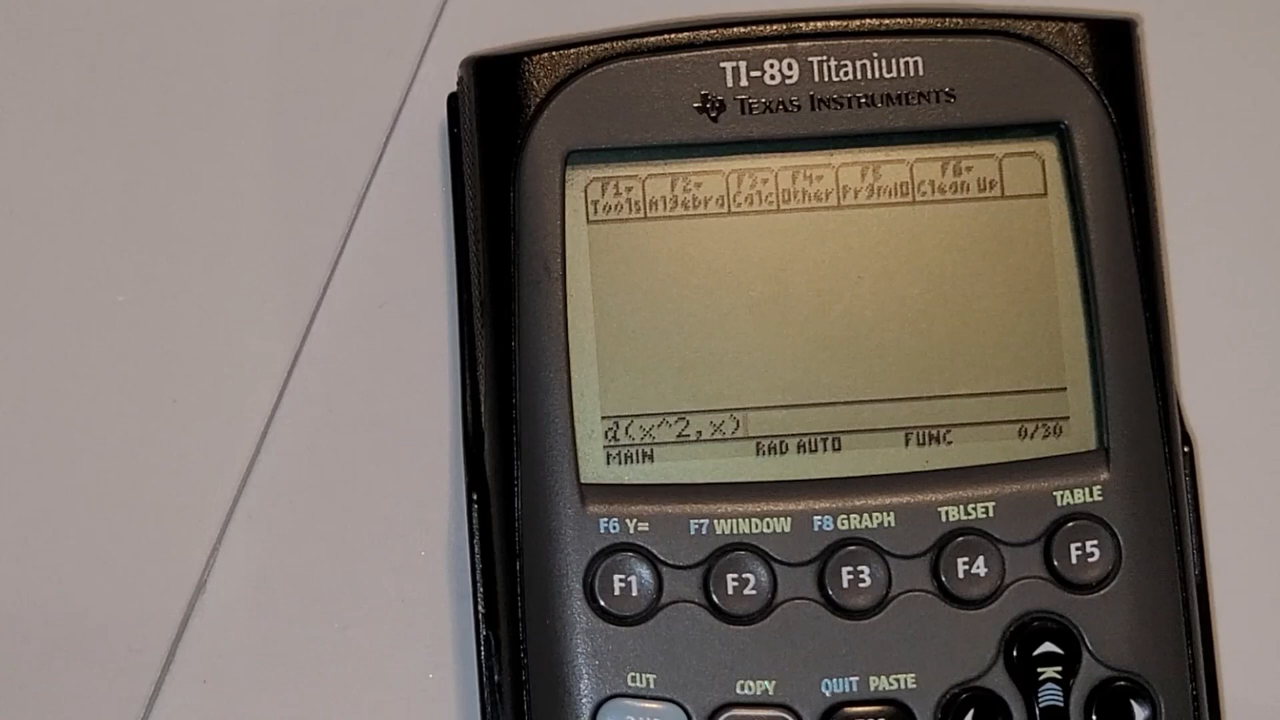 TI-89 Titanium
TEXAS INSTRUMENTS
F1 F2 F3 F4 F5 F6
Tools Algebra Calc Other PrgmIO Clean Up
d(x^2,x)
MAIN RAD AUTO FUNC 0/30
F6 Y= F7 WINDOW F8 GRAPH TBLSET TABLE
F1 F2 F3 F4 F5
CUT COPY QUIT PASTE
K